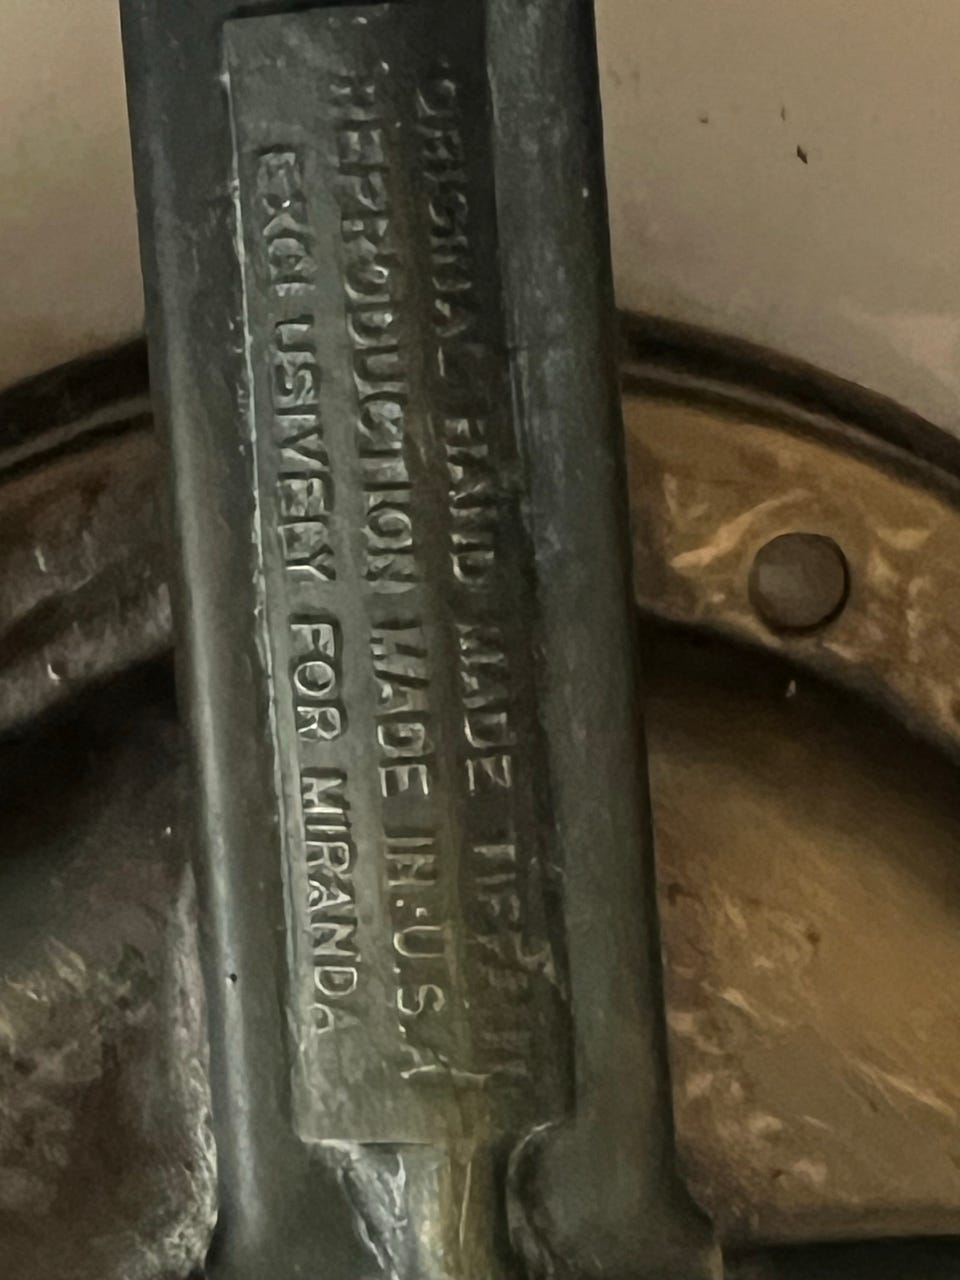 ORIGINAL HAND MADE
REPRODUCTION MADE IN U.S.A
EXCLUSIVELY FOR MIRANDA